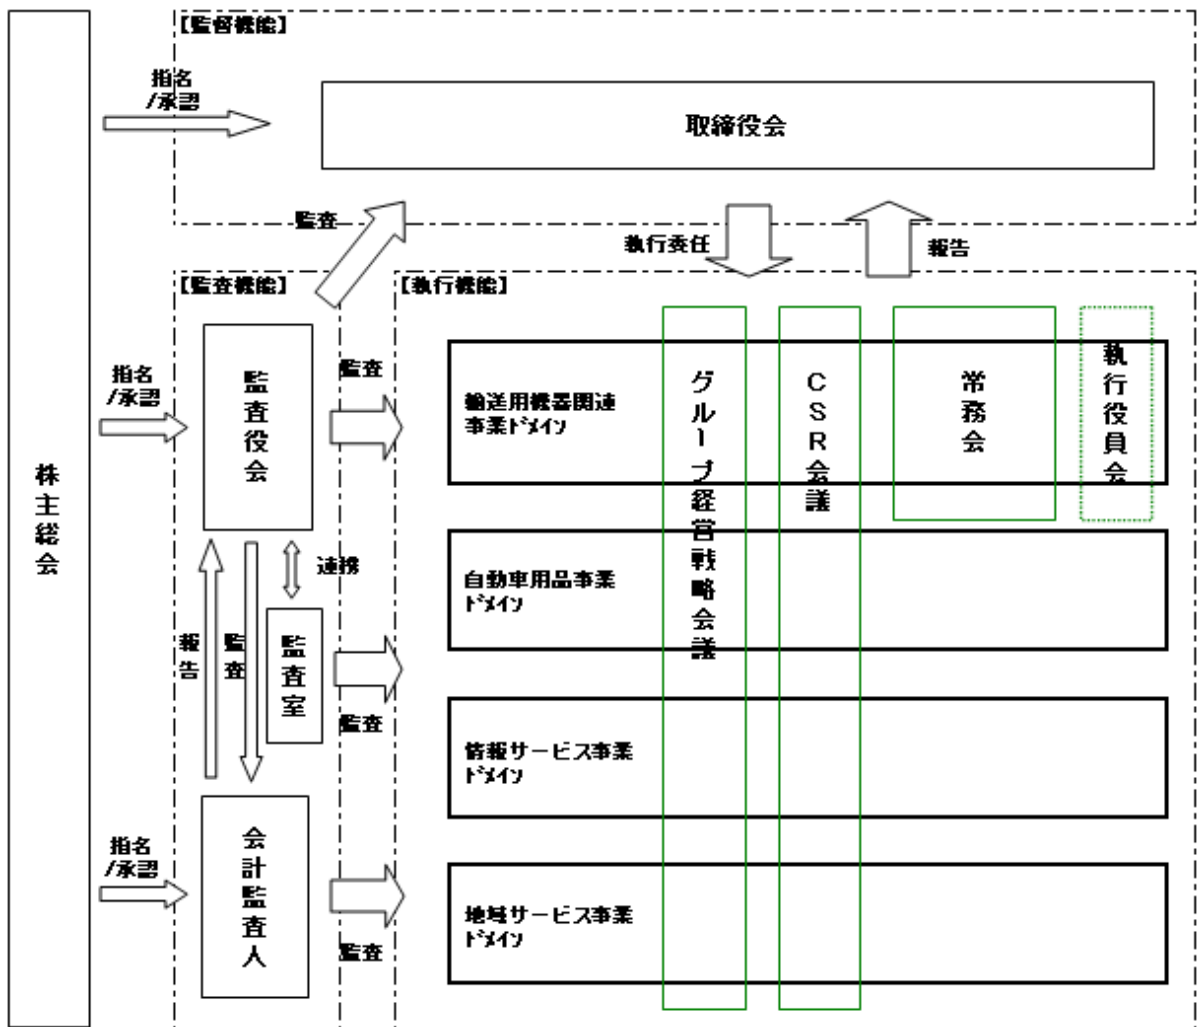 【監督機能】
指名
/承認
取締役会
監査
執行委任
報告
【監査機能】
【執行機能】
株主総会
指名
/承認
監査役会
監査
輸送用機器関連
事業ドメイン
グループ経営戦略会議
CSR会議
常務会
執行役員会
連携
報告
監査
監査室
監査
自動車用品事業
ドメイン
情報サービス事業
ドメイン
指名
/承認
会計監査人
監査
地域サービス事業
ドメイン